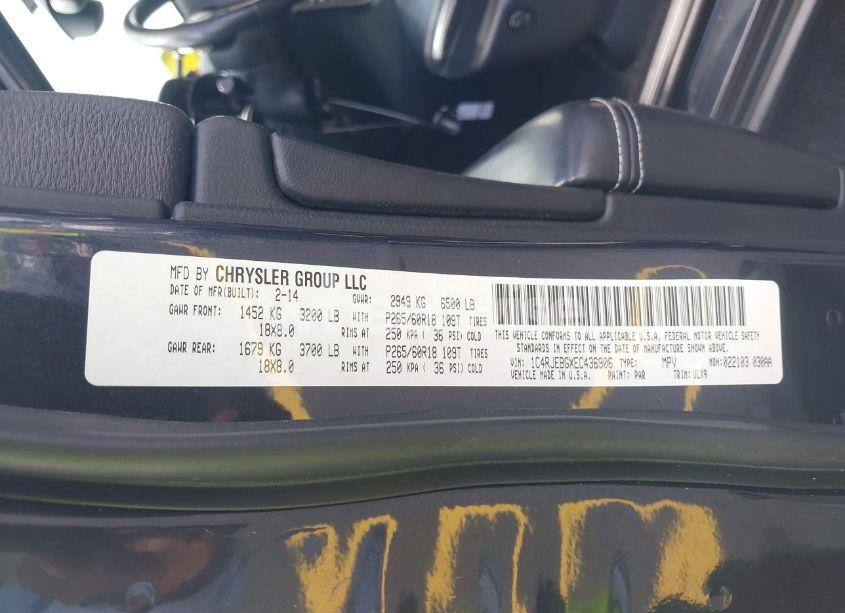 MFD BY CHRYSLER GROUP LLC
DATE OF MFR(BUILT): 2-14 GVWR: 2949 KG 6500 LB
GAWR FRONT: 1452 KG 3200 LB WITH P265/60R18 109T TIRES
18X8.0 RIMS AT 250 KPA ( 36 PSI) COLD
GAWR REAR: 1679 KG 3700 LB WITH P265/60R18 109T TIRES
18X8.0 RIMS AT 250 KPA ( 36 PSI) COLD
THIS VEHICLE CONFORMS TO ALL APPLICABLE U.S.A. FEDERAL MOTOR VEHICLE SAFETY
STANDARDS IN EFFECT ON THE DATE OF MANUFACTURE SHOWN ABOVE.
VIN: 1C4RJEBGXEC436906 TYPE: MPV MDH: 022103 030AA
VEHICLE MADE IN U.S.A. PAINT: PAR TRIM: ULX9